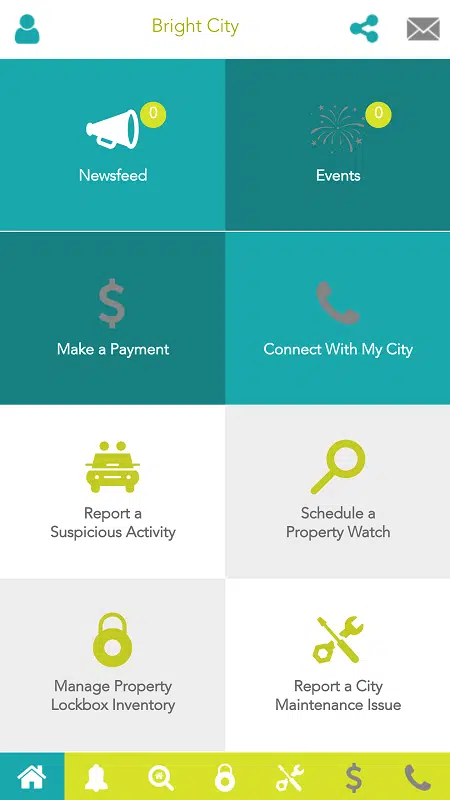 Bright City
0
0
Newsfeed
Events
$
Make a Payment
Connect With My City
Report a
Suspicious Activity
Schedule a
Property Watch
Manage Property
Lockbox Inventory
Report a City
Maintenance Issue
$